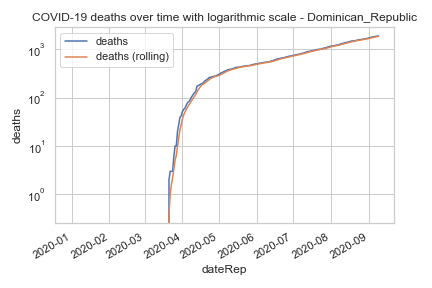 COVID-19 deaths over time with logarithmic scale - Dominican_Republic
deaths
deaths (rolling)
10³
10²
10¹
10⁰
deaths
2020-01
2020-02
2020-03
2020-04
2020-05
2020-06
2020-07
2020-08
2020-09
dateRep